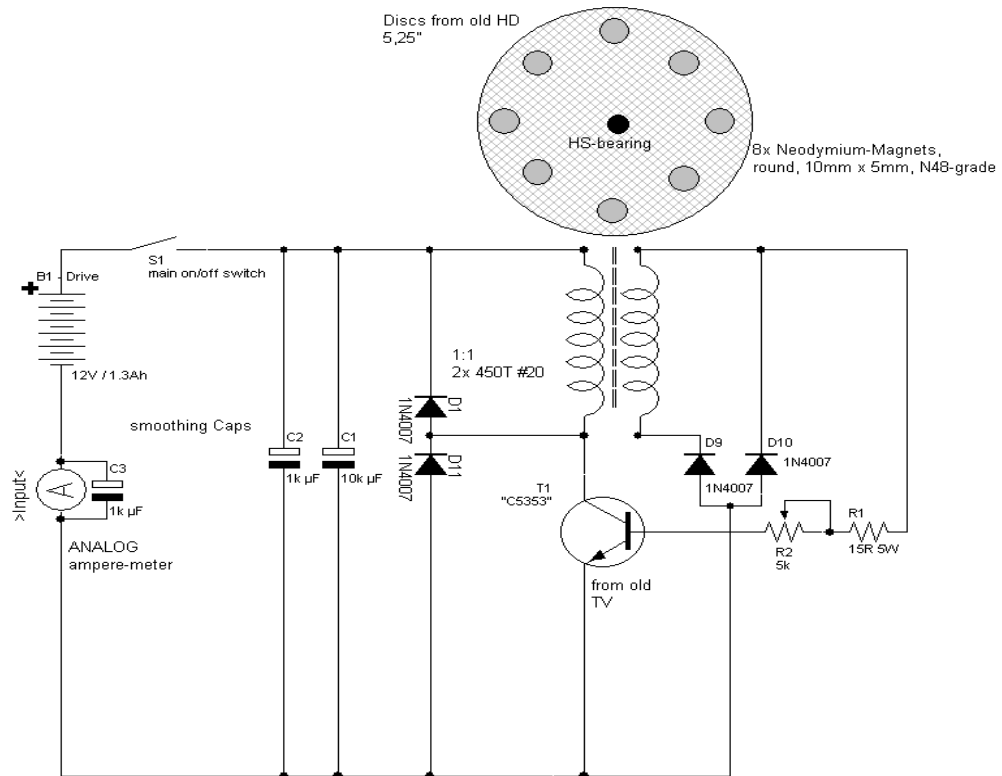 Discs from old HD
5,25"
HS-bearing
8x Neodymium-Magnets,
round, 10mm x 5mm, N48-grade
S1
main on/off switch
B1 - Drive
12V / 1.3Ah
1:1
2x 450T #20
D1
1N4007
D11
1N4007
smoothing Caps
C2
1k µF
C1
10k µF
C3
1k µF
>Input<
A
ANALOG
ampere-meter
T1
"C5353"
from old
TV
D9
1N4007
D10
1N4007
R2
5k
R1
15R 5W